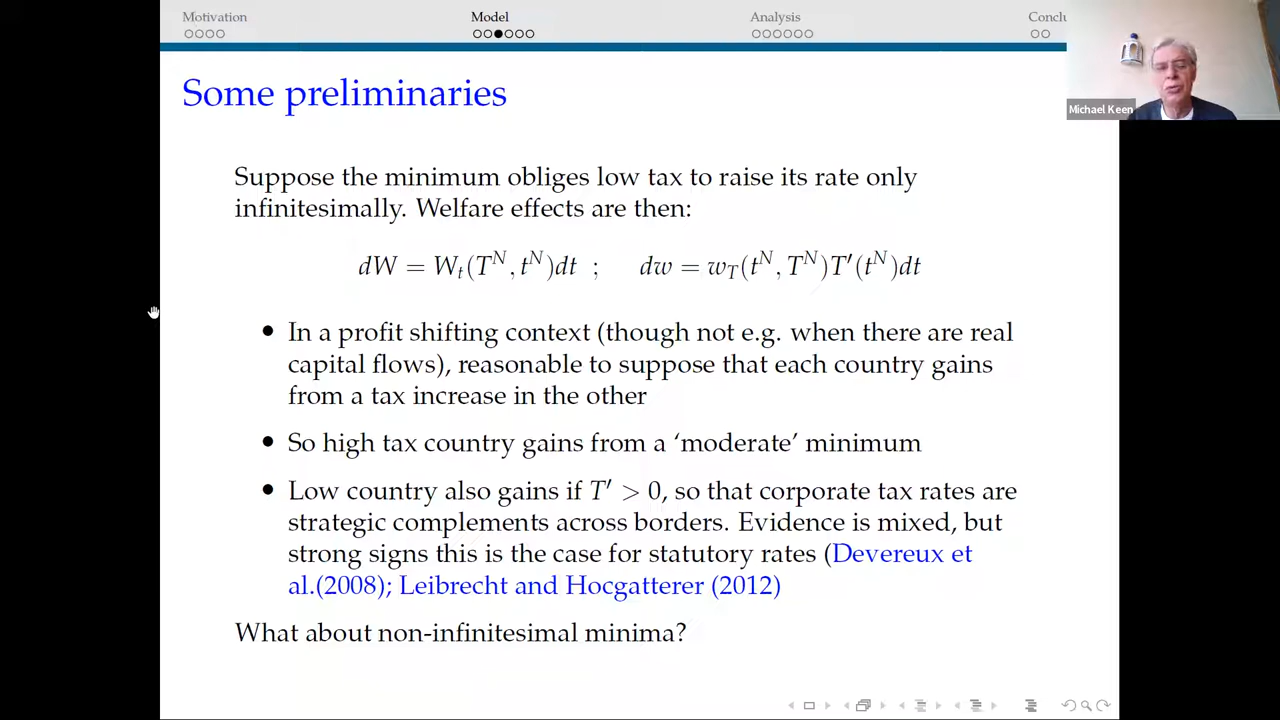 Motivation
Model
Analysis
Conclu
Michael Keen
Some preliminaries
Suppose the minimum obliges low tax to raise its rate only
infinitesimally. Welfare effects are then:
dW = W_t(T^N, t^N)dt ; dw = w_T(t^N, T^N)T′(t^N)dt
• In a profit shifting context (though not e.g. when there are real
capital flows), reasonable to suppose that each country gains
from a tax increase in the other
• So high tax country gains from a ‘moderate’ minimum
• Low country also gains if T′ > 0, so that corporate tax rates are
strategic complements across borders. Evidence is mixed, but
strong signs this is the case for statutory rates (Devereux et
al.(2008); Leibrecht and Hocgatterer (2012)
What about non-infinitesimal minima?